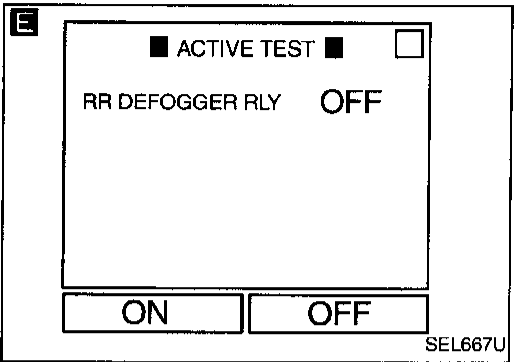 E
■ ACTIVE TEST ■
RR DEFOGGER RLY OFF
ON OFF
SEL667U